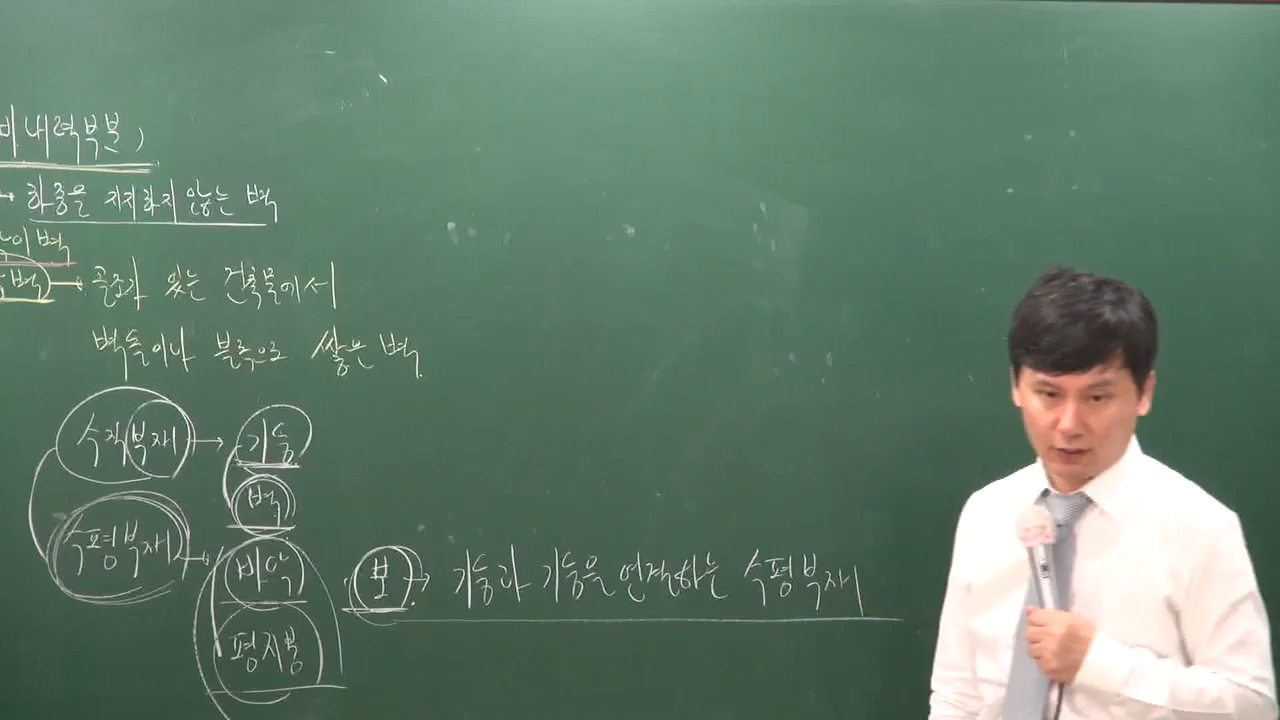 비내력부분)
→ 하중을 지지하지 않는 벽
이벽
벽 → 골조가 있는 건축물에서
벽돌이나 블록으로 쌓은 벽.
수직부재 → 기둥
벽
수평부재 → 바닥
보 → 기둥과 기둥을 연결하는 수평부재
평지붕